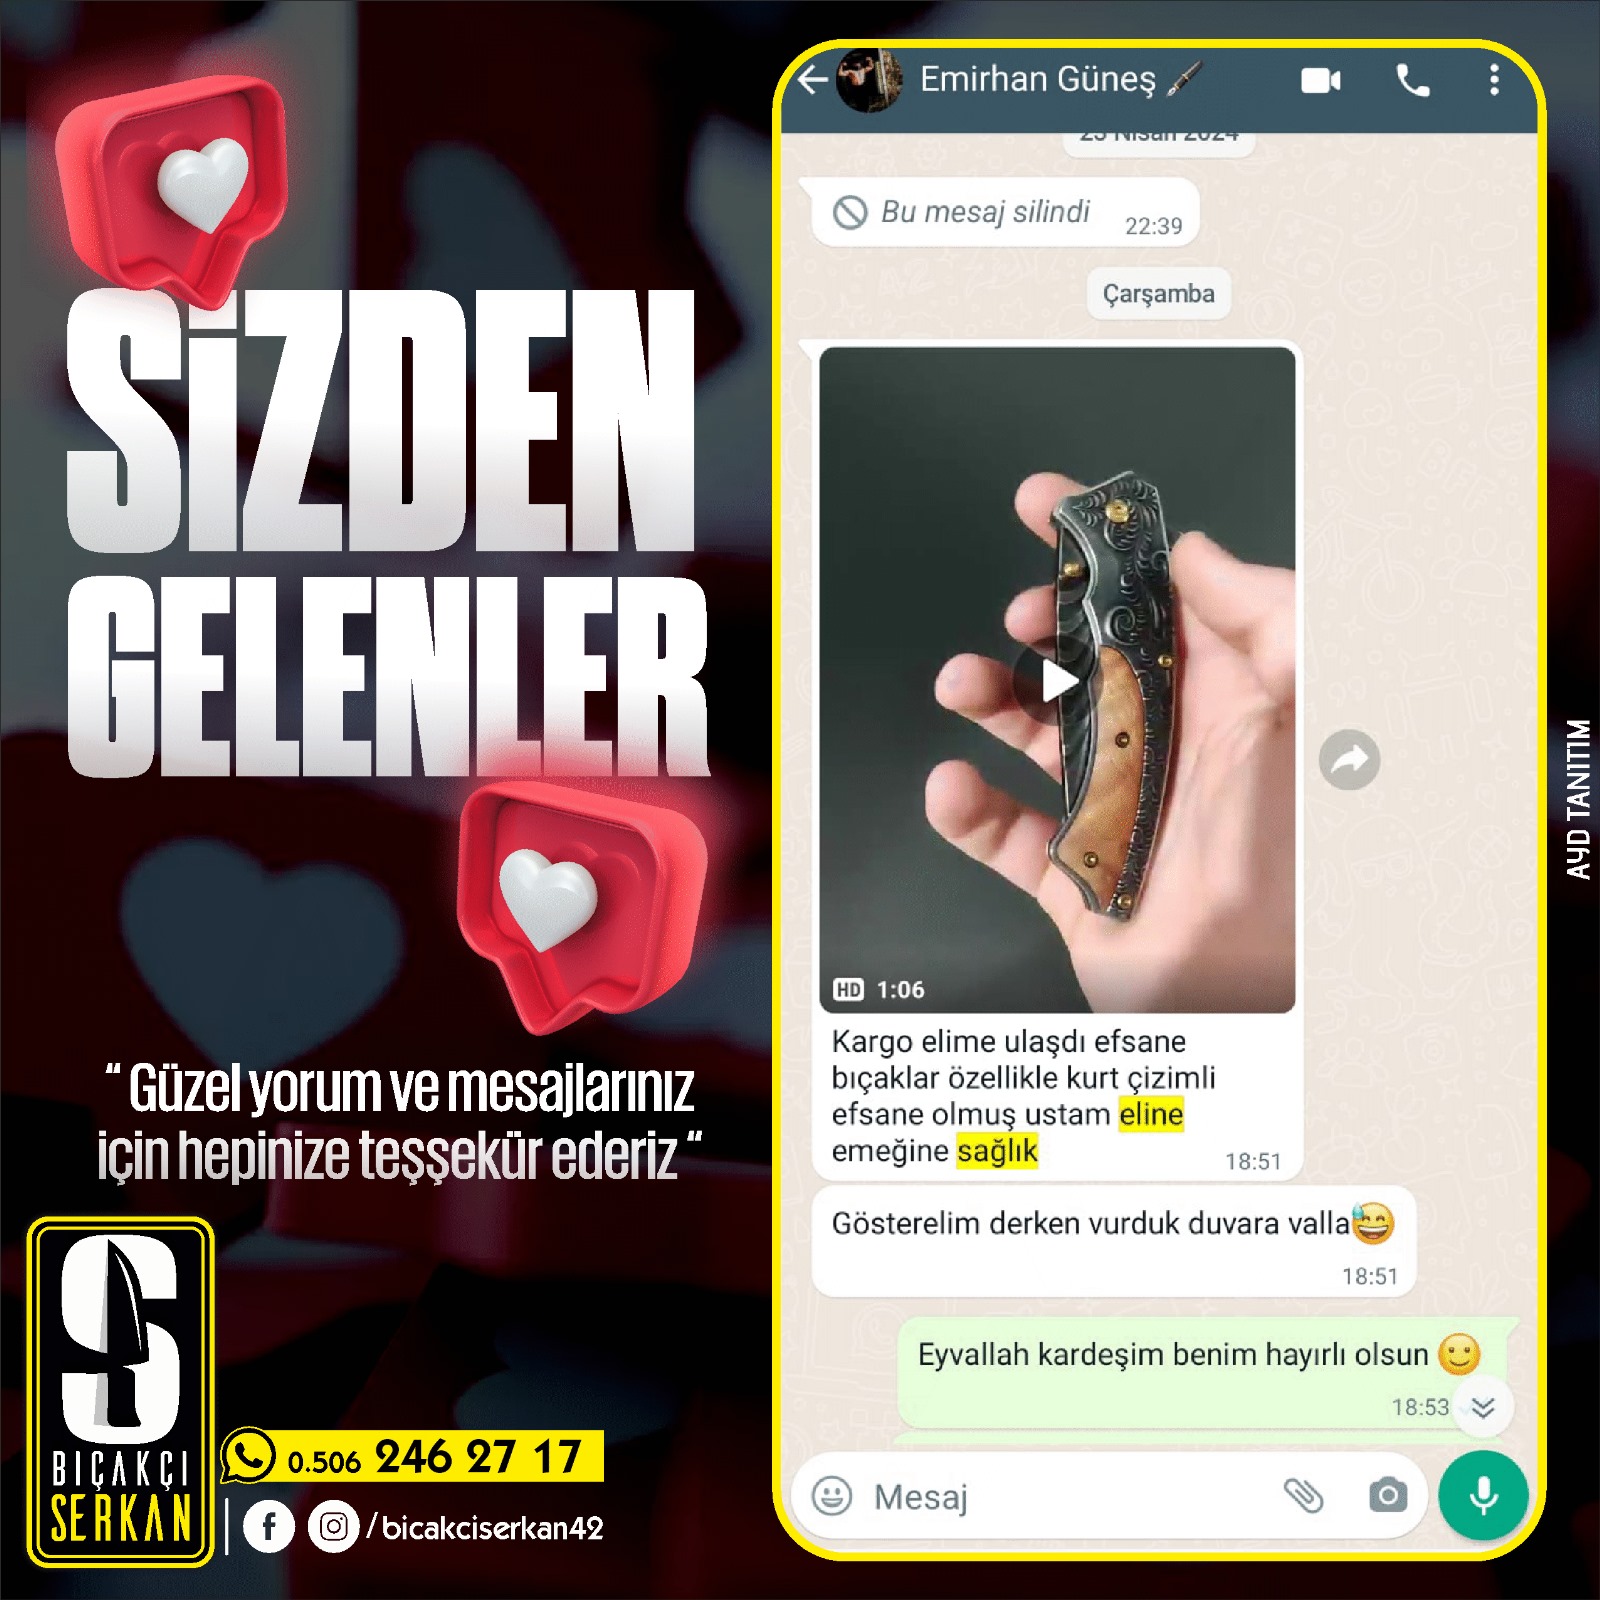 SİZDEN
GELENLER
“ Güzel yorum ve mesajlarınız
için hepinize teşşekür ederiz “
S
BIÇAKÇI
SERKAN
0.506 246 27 17
/bicakciserkan42
Emirhan Güneş
23 Nisan 2024
Bu mesaj silindi 22:39
Çarşamba
HD 1:06
Kargo elime ulaşdı efsane
bıçaklar özellikle kurt çizimli
efsane olmuş ustam eline
emeğine sağlık 18:51
Gösterelim derken vurduk duvara valla😅
18:51
Eyvallah kardeşim benim hayırlı olsun 🙂
18:53
Mesaj
AYD TANITIM